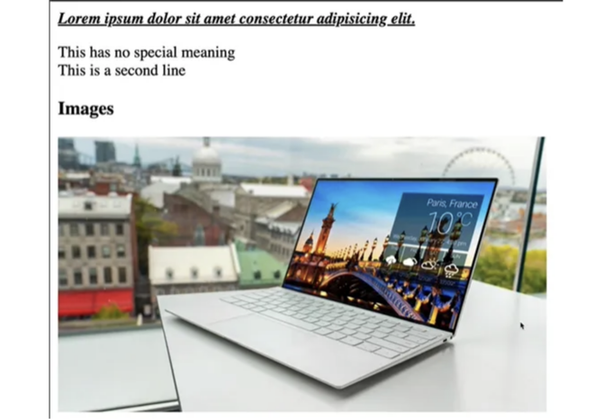 Lorem ipsum dolor sit amet consectetur adipisicing elit.
This has no special meaning
This is a second line
Images
Paris, France
10°C